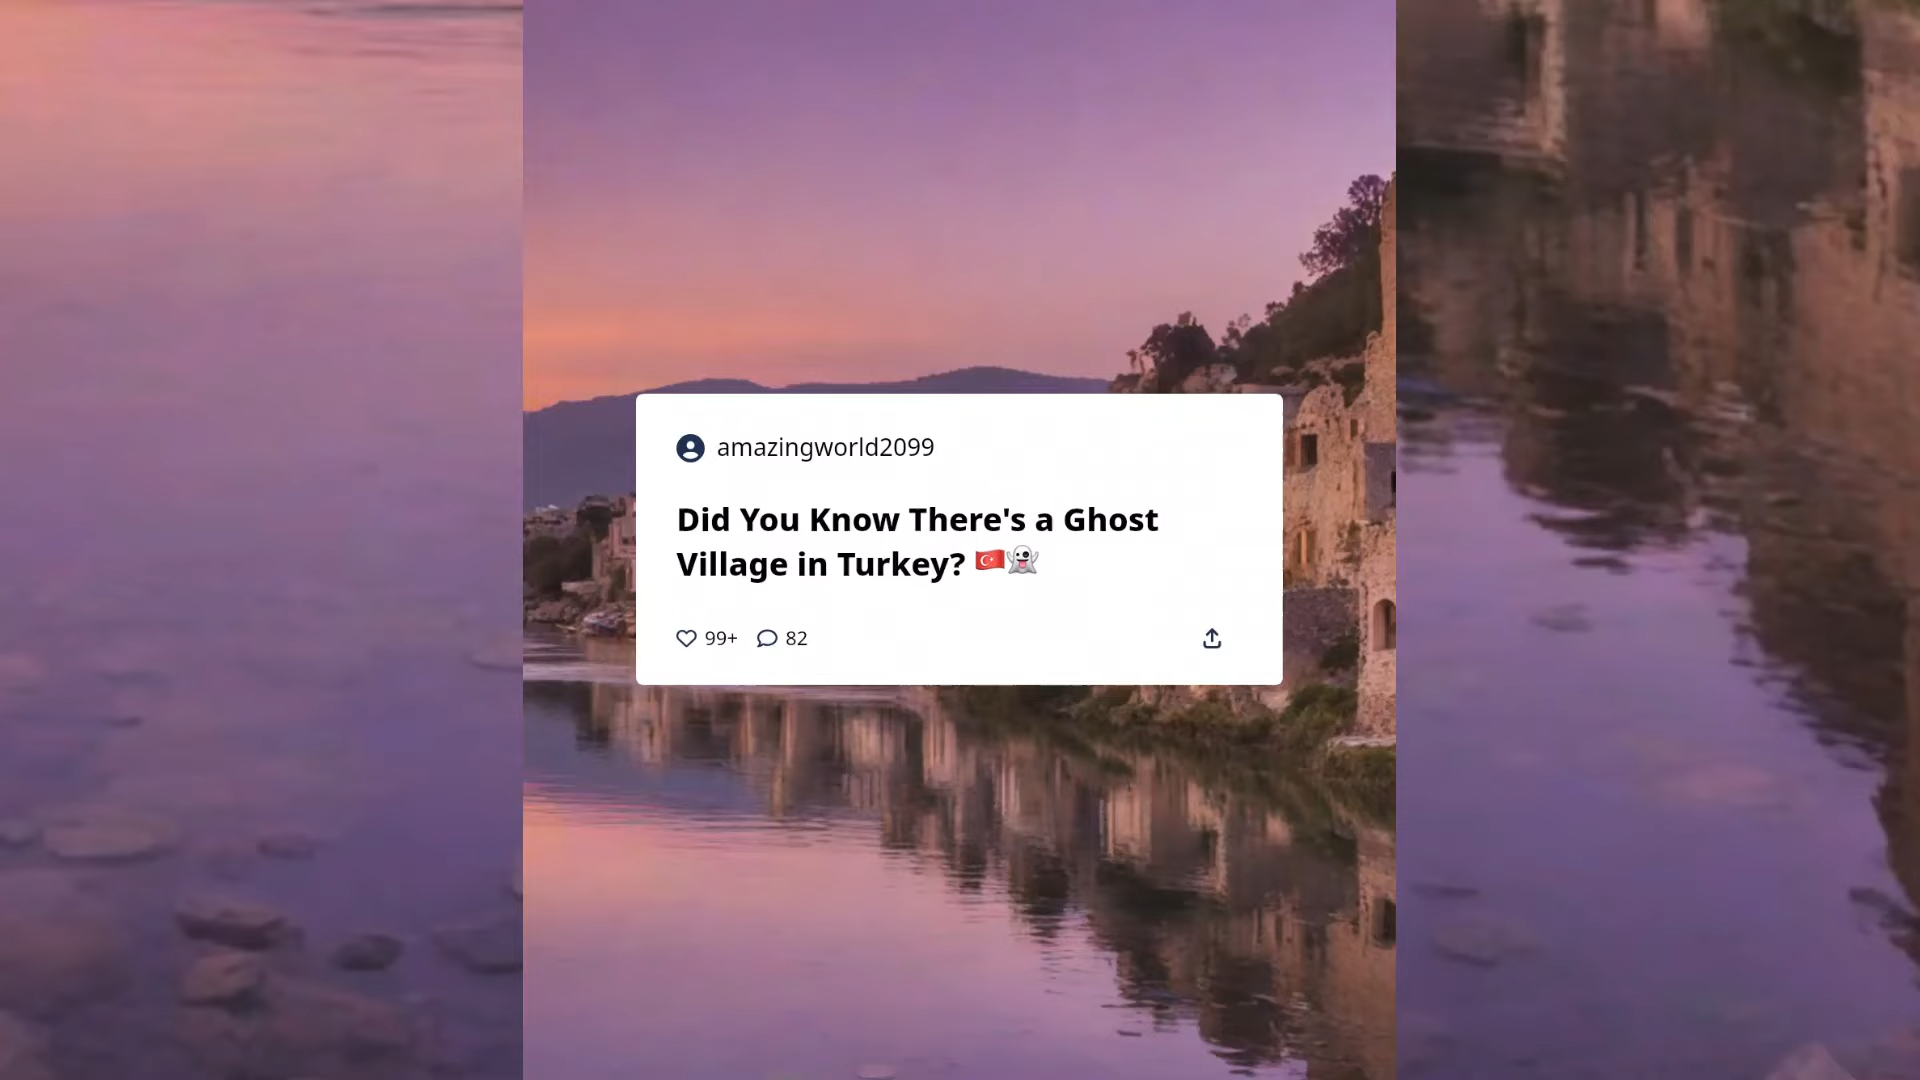 amazingworld2099
Did You Know There's a Ghost
Village in Turkey? 🇹🇷👻
99+ 82